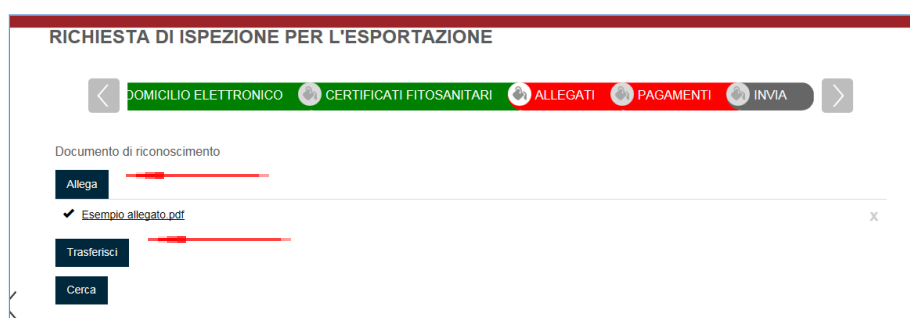 RICHIESTA DI ISPEZIONE PER L'ESPORTAZIONE
DOMICILIO ELETTRONICO CERTIFICATI FITOSANITARI ALLEGATI PAGAMENTI INVIA
Documento di riconoscimento
Allega
Esempio allegato.pdf x
Trasferisci
Cerca